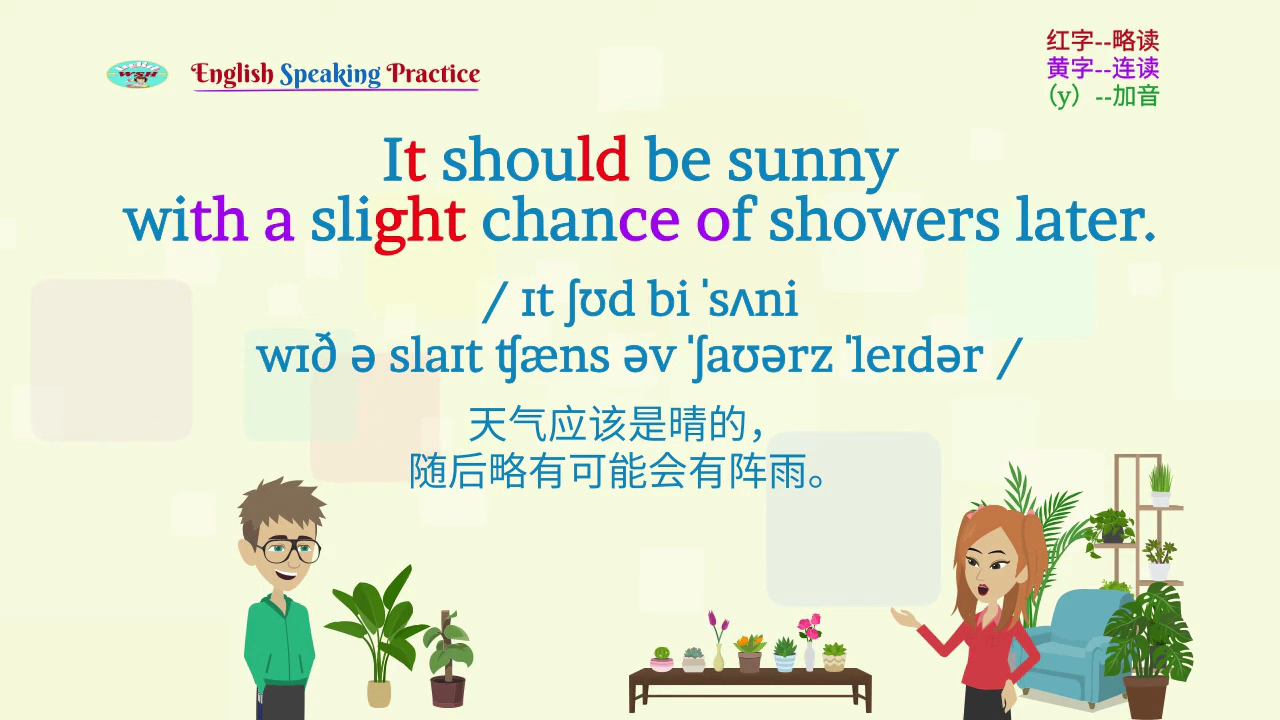 English Speaking Practice
红字--略读
黄字--连读
（y）--加音
It should be sunny
with a slight chance of showers later.
/ ɪt ʃʊd bi ˈsʌni
wɪð ə slaɪt ʧæns əv ˈʃaʊərz ˈleɪdər /
天气应该是晴的，
随后略有可能会有阵雨。